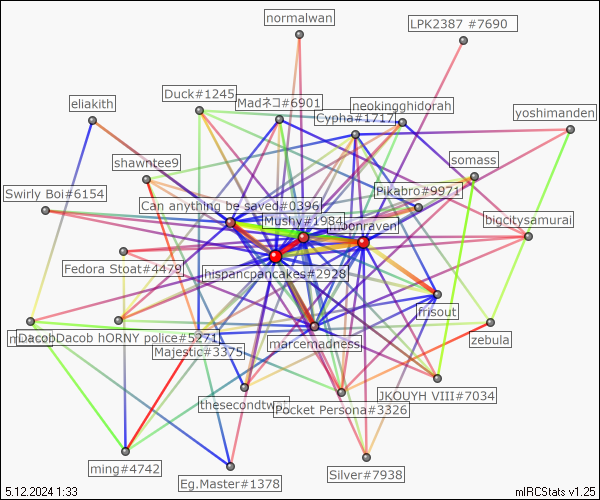 normalwan
LPK2387 #7690
Duck#1245
eliakith
Madネコ#6901
neokingghidorah
Cypha#1717
yoshimanden
shawntee9
somass
Swirly Boi#6154
Pikabro#9971
Can anything be saved#0396
Mushy#1984
moonraven
bigcitysamurai
Fedora Stoat#4479
hispancpancakes#2928
frisout
DacobDacob hORNY police#5271
zebula
Majestic#3375
marcemadness
thesecondtwst
Pocket Persona#3326
JKOUYH VIII#7034
ming#4742
Eg.Master#1378
Silver#7938
5.12.2024 1:33
mIRCStats v1.25